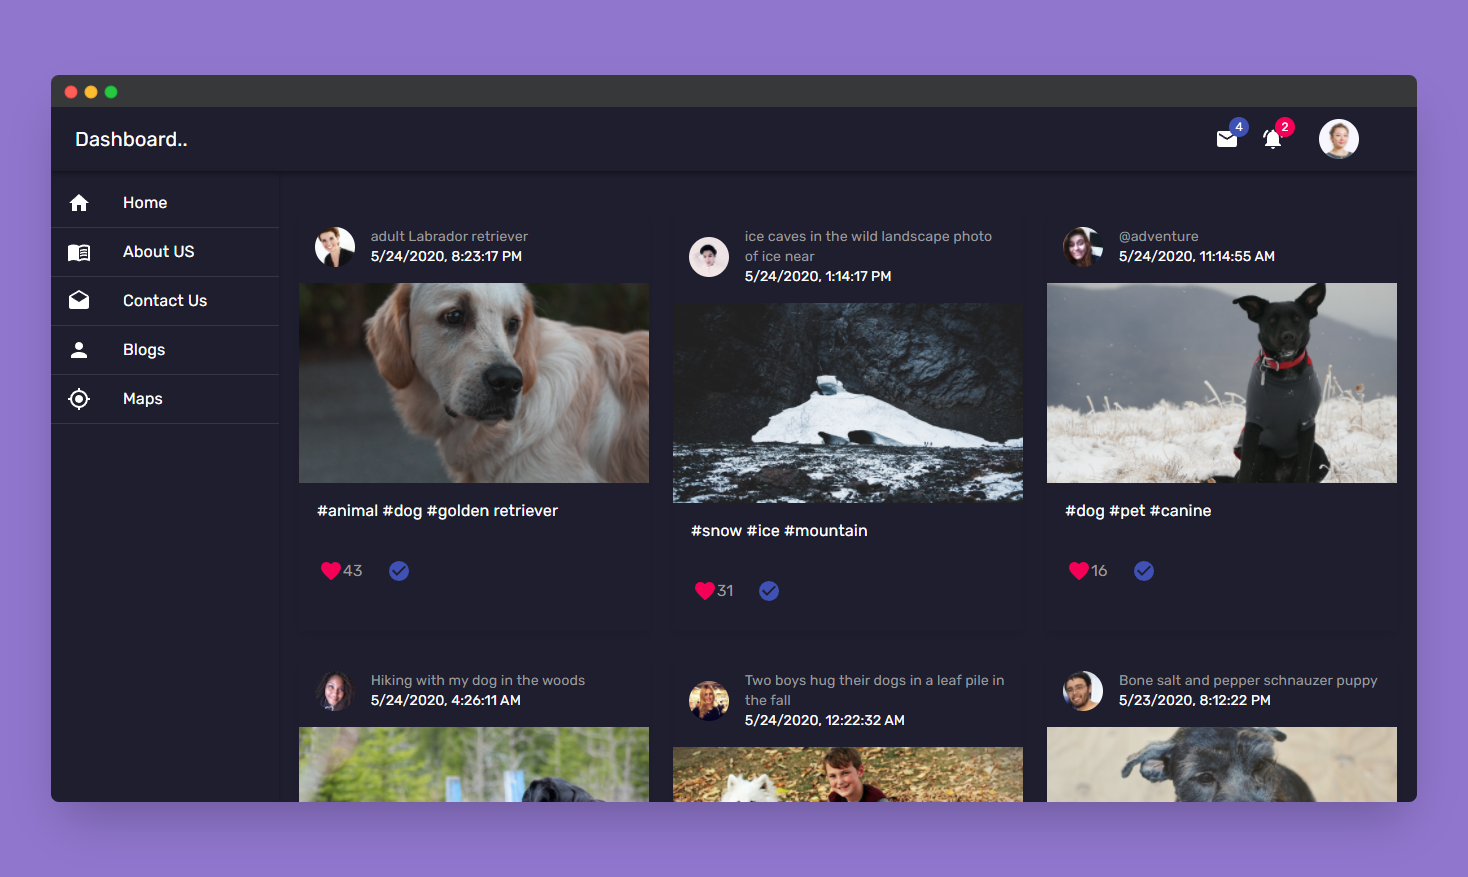 Dashboard..
4
2
Home
About US
Contact Us
Blogs
Maps
adult Labrador retriever
5/24/2020, 8:23:17 PM
#animal #dog #golden retriever
43
ice caves in the wild landscape photo
of ice near
5/24/2020, 1:14:17 PM
#snow #ice #mountain
31
@adventure
5/24/2020, 11:14:55 AM
#dog #pet #canine
16
Hiking with my dog in the woods
5/24/2020, 4:26:11 AM
Two boys hug their dogs in a leaf pile in
the fall
5/24/2020, 12:22:32 AM
Bone salt and pepper schnauzer puppy
5/23/2020, 8:12:22 PM